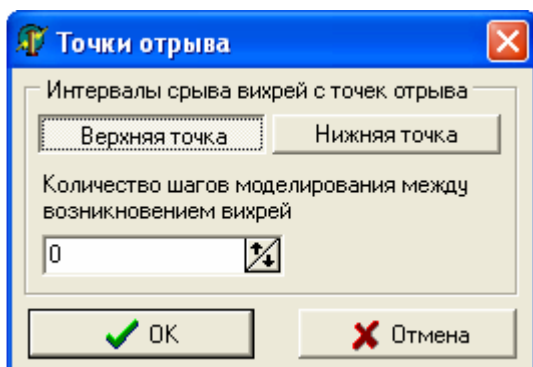 Точки отрыва
Интервалы срыва вихрей с точек отрыва
Верхняя точка
Нижняя точка
Количество шагов моделирования между
возникновением вихрей
0
OK
Отмена